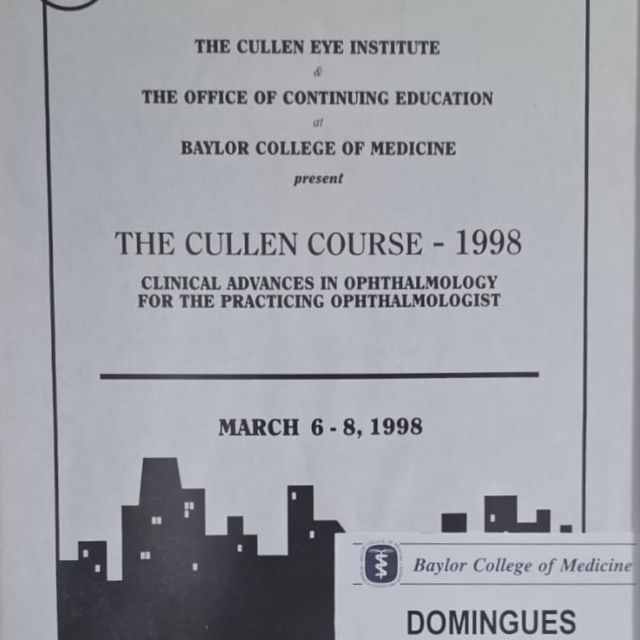 THE CULLEN EYE INSTITUTE
&
THE OFFICE OF CONTINUING EDUCATION
at
BAYLOR COLLEGE OF MEDICINE
present
THE CULLEN COURSE - 1998
CLINICAL ADVANCES IN OPHTHALMOLOGY
FOR THE PRACTICING OPHTHALMOLOGIST
MARCH 6 - 8, 1998
Baylor College of Medicine
DOMINGUES